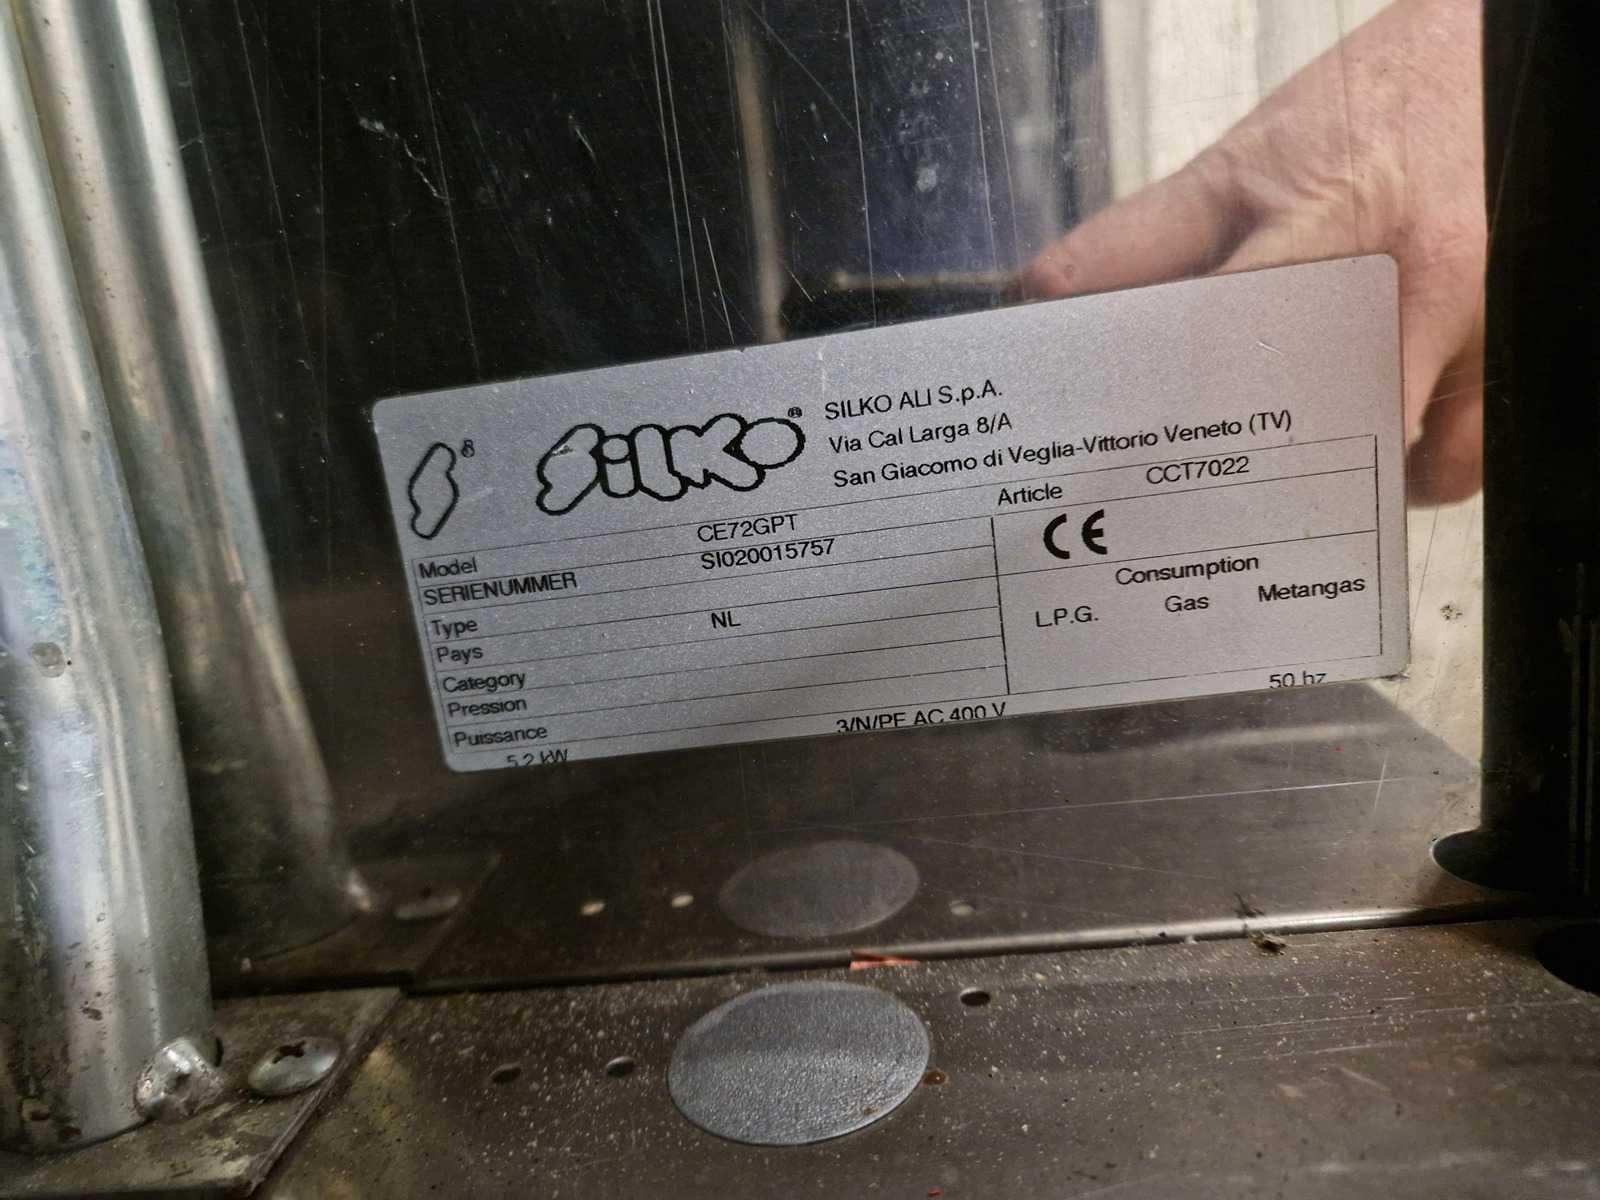 8
SILKO®
SILKO ALI S.p.A.
Via Cal Larga 8/A
San Giacomo di Veglia-Vittorio Veneto (TV)
Model CE72GPT Article CCT7022
SERIENUMMER SI020015757
CE
Type
Pays NL
Category
Pression
Puissance 3/N/PE AC 400 V 50 hz
5.2 kW
Consumption
L.P.G. Gas Metangas